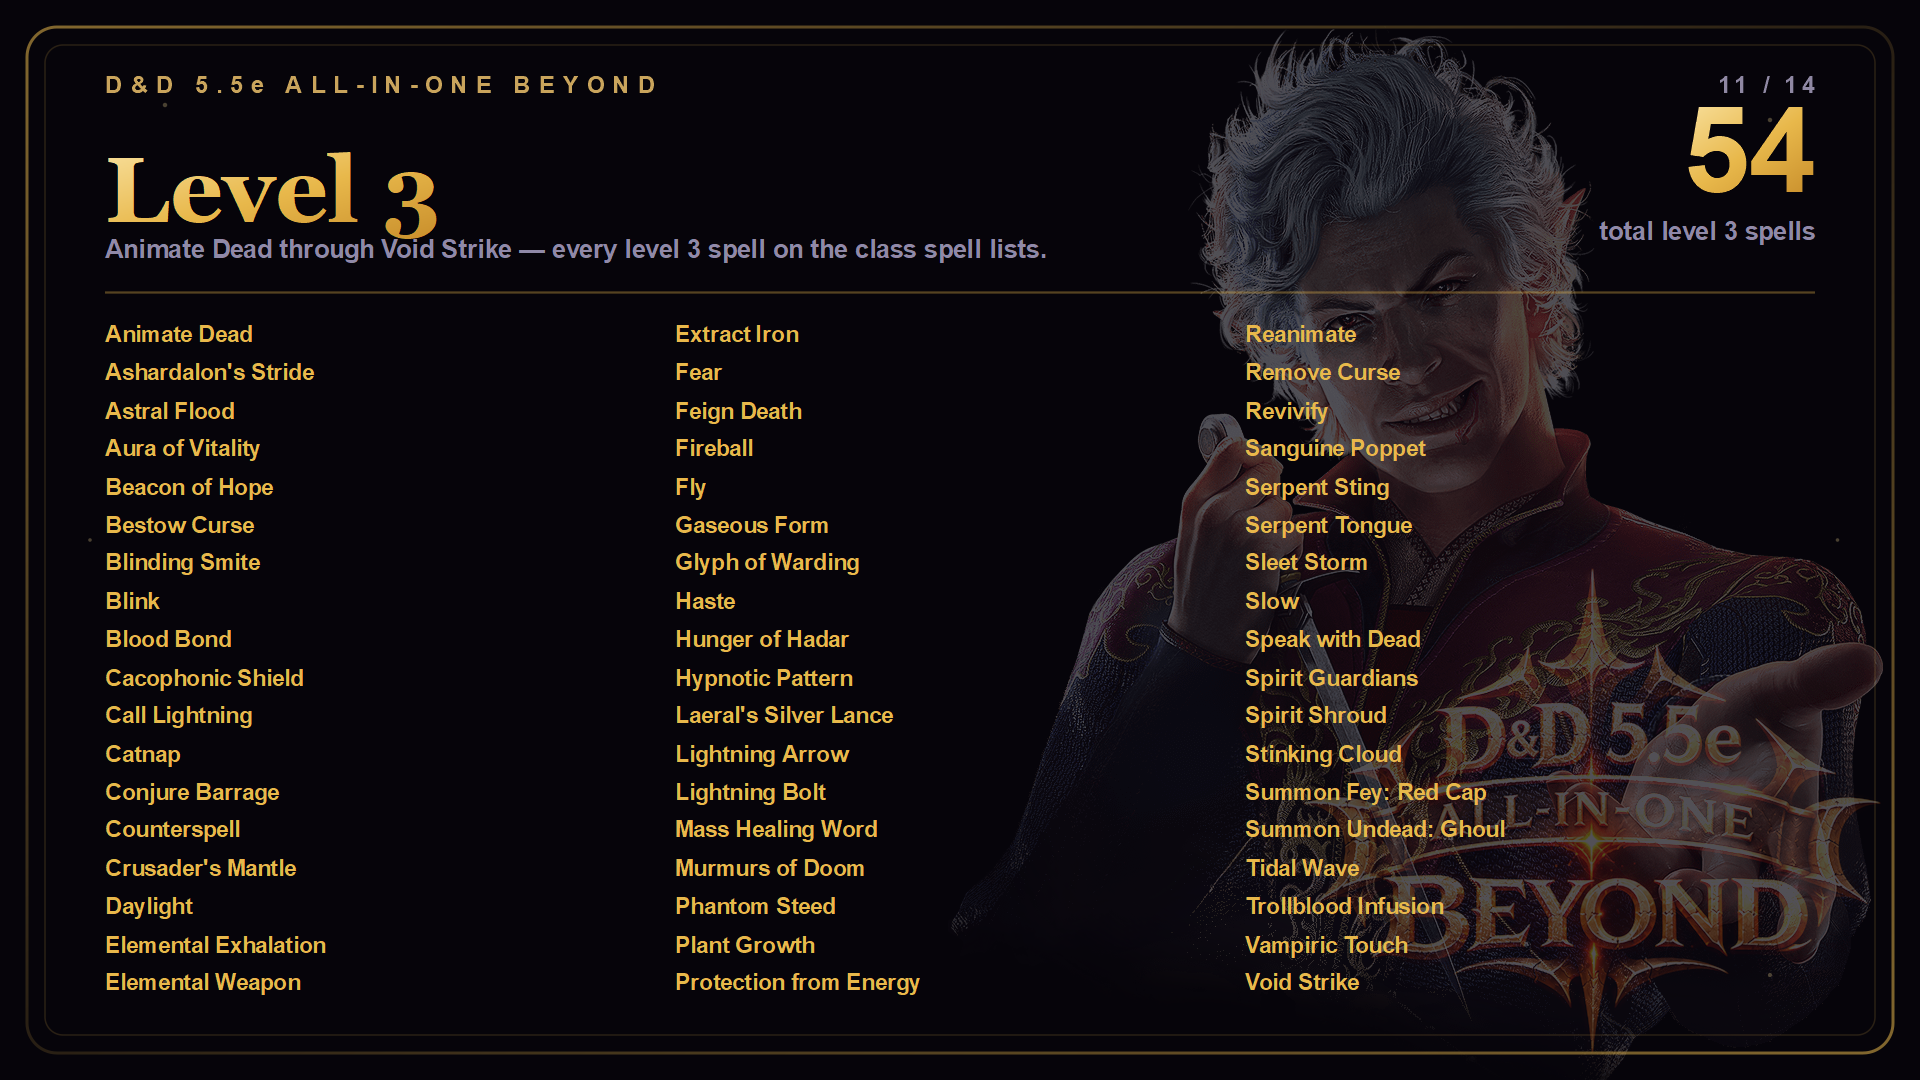 D&D 5.5e ALL-IN-ONE BEYOND
11 / 14
54
total level 3 spells
Level 3
Animate Dead through Void Strike — every level 3 spell on the class spell lists.
Animate Dead
Ashardalon's Stride
Astral Flood
Aura of Vitality
Beacon of Hope
Bestow Curse
Blinding Smite
Blink
Blood Bond
Cacophonic Shield
Call Lightning
Catnap
Conjure Barrage
Counterspell
Crusader's Mantle
Daylight
Elemental Exhalation
Elemental Weapon
Extract Iron
Fear
Feign Death
Fireball
Fly
Gaseous Form
Glyph of Warding
Haste
Hunger of Hadar
Hypnotic Pattern
Laeral's Silver Lance
Lightning Arrow
Lightning Bolt
Mass Healing Word
Murmurs of Doom
Phantom Steed
Plant Growth
Protection from Energy
Reanimate
Remove Curse
Revivify
Sanguine Poppet
Serpent Sting
Serpent Tongue
Sleet Storm
Slow
Speak with Dead
Spirit Guardians
Spirit Shroud
Stinking Cloud
Summon Fey: Red Cap
Summon Undead: Ghoul
Tidal Wave
Trollblood Infusion
Vampiric Touch
Void Strike
D&D 5.5e
ALL-IN-ONE
BEYOND